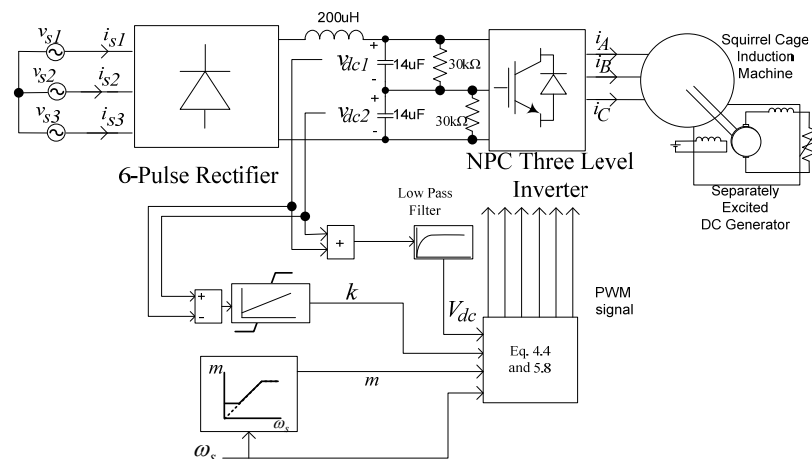 200uH
v_s1
i_s1
v_s2
i_s2
v_s3
i_s3
+
v_dc1
-
14uF
30kΩ
+
v_dc2
-
14uF
30kΩ
i_A
i_B
i_C
Squirrel Cage
Induction
Machine
Separately
Excited
DC Generator
6-Pulse Rectifier
NPC Three Level
Inverter
Low Pass
Filter
+
+
-
k
V_dc
PWM
signal
Eq. 4.4
and 5.8
m
ω_s
m
ω_s